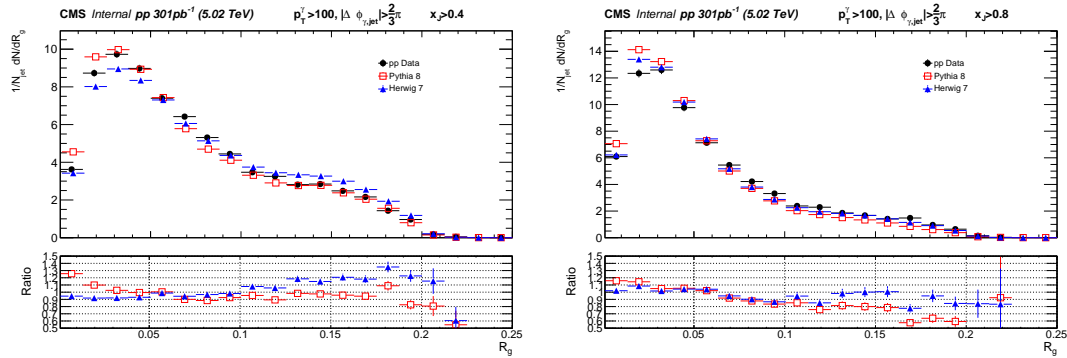 CMS Internal pp 301pb⁻¹ (5.02 TeV) p_T^γ>100, |Δ ϕ_γ,jet|>2/3π x_J>0.4
1/N_jet dN/dR_g
10
8
6
4
2
0
pp Data
Pythia 8
Herwig 7
Ratio
1.5
1.4
1.3
1.2
1.1
1
0.9
0.8
0.7
0.6
0.5
0.05 0.1 0.15 0.2 0.25
R_g
CMS Internal pp 301pb⁻¹ (5.02 TeV) p_T^γ>100, |Δ ϕ_γ,jet|>2/3π x_J>0.8
1/N_jet dN/dR_g
14
12
10
8
6
4
2
0
pp Data
Pythia 8
Herwig 7
Ratio
1.5
1.4
1.3
1.2
1.1
1
0.9
0.8
0.7
0.6
0.5
0.05 0.1 0.15 0.2 0.25
R_g